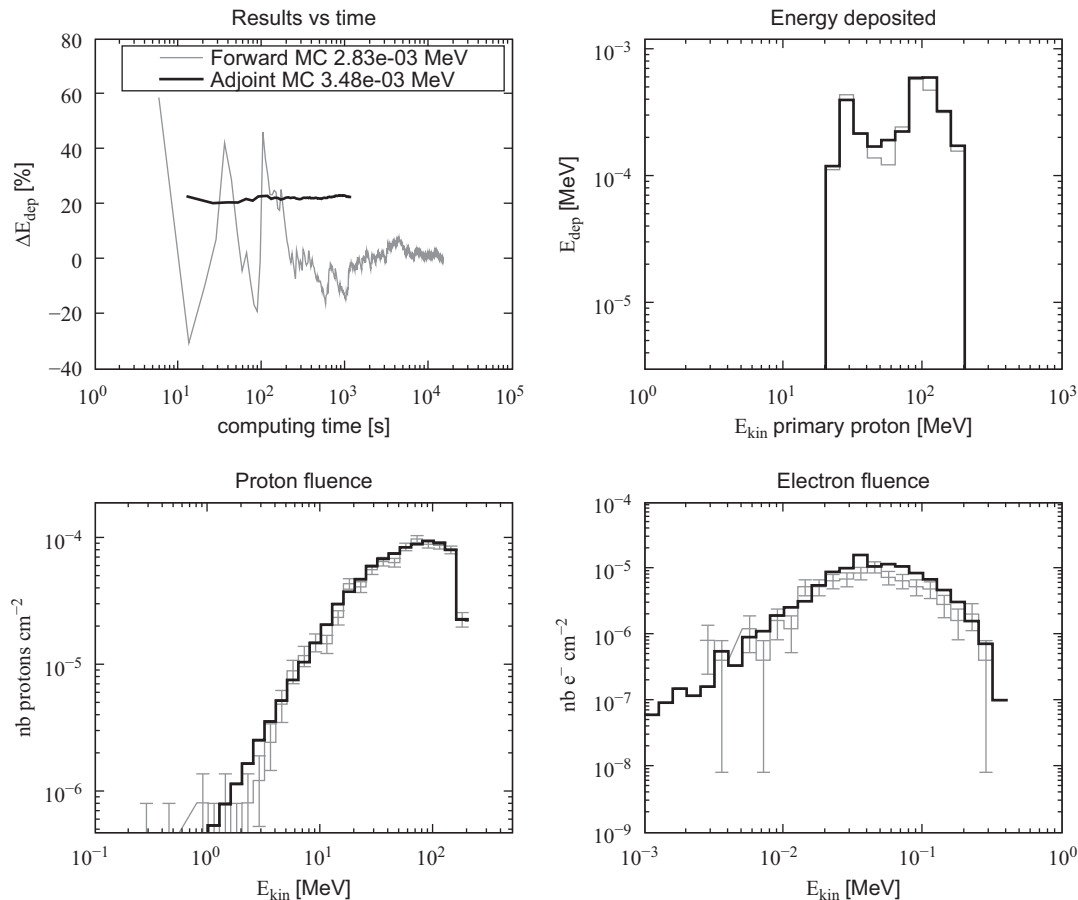 Results vs time
80
60
40
20
0
−20
−40
ΔE_dep [%]
Forward MC 2.83e-03 MeV
Adjoint MC 3.48e-03 MeV
10^0 10^1 10^2 10^3 10^4 10^5
computing time [s]
Energy deposited
10^−3
10^−4
10^−5
E_dep [MeV]
10^0 10^1 10^2 10^3
E_kin primary proton [MeV]
Proton fluence
10^−4
10^−5
10^−6
nb protons cm^−2
10^−1 10^0 10^1 10^2
E_kin [MeV]
Electron fluence
10^−4
10^−5
10^−6
10^−7
10^−8
10^−9
nb e^− cm^−2
10^−3 10^−2 10^−1 10^0
E_kin [MeV]